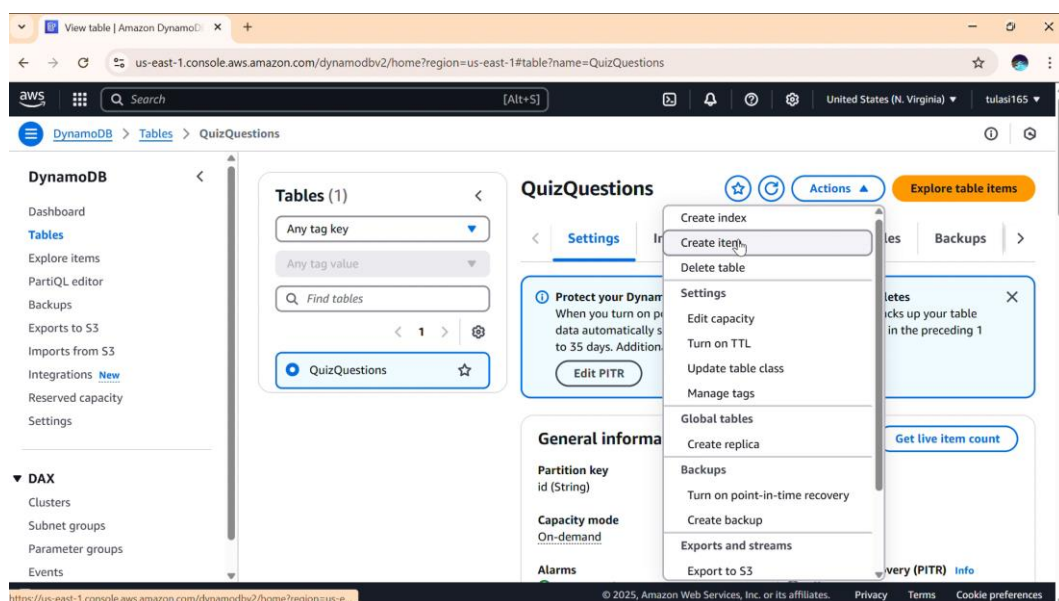 View table | Amazon DynamoD
us-east-1.console.aws.amazon.com/dynamodbv2/home?region=us-east-1#table?name=QuizQuestions
aws
Search
[Alt+S]
United States (N. Virginia)
tulasi165
DynamoDB > Tables > QuizQuestions
DynamoDB
Dashboard
Tables
Explore items
PartiQL editor
Backups
Exports to S3
Imports from S3
Integrations New
Reserved capacity
Settings
DAX
Clusters
Subnet groups
Parameter groups
Events
Tables (1)
Any tag key
Any tag value
Find tables
1
QuizQuestions
QuizQuestions
Actions
Explore table items
Settings
Backups
Create index
Create item
Delete table
Settings
Edit capacity
Turn on TTL
Update table class
Manage tags
Global tables
Create replica
Backups
Turn on point-in-time recovery
Create backup
Exports and streams
Export to S3
Protect your Dynam
When you turn on
data automatically s
in the preceding 1
to 35 days. Addition
Edit PITR
General informa
Get live item count
Partition key
id (String)
Capacity mode
On-demand
Alarms
very (PITR) Info
https://us-east-1.console.aws.amazon.com/dynamodbv2/home?region=us-e...
© 2025, Amazon Web Services, Inc. or its affiliates.
Privacy
Terms
Cookie preferences